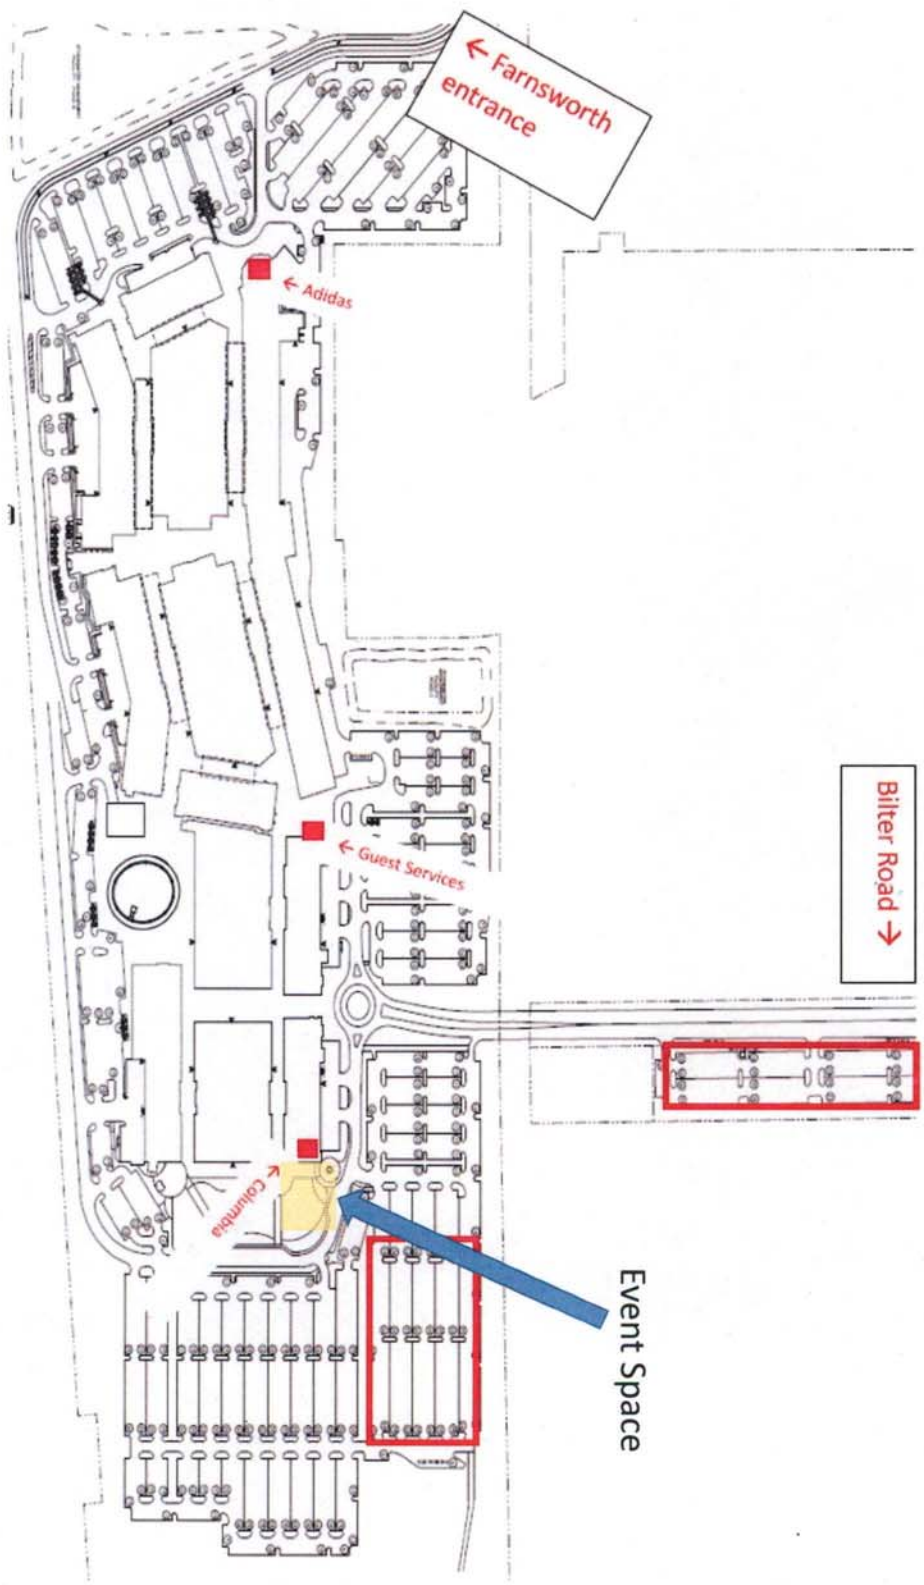 ← Farnsworth
entrance
← Adidas
Bilter Road →
← Guest Services
← Columbia
Event Space